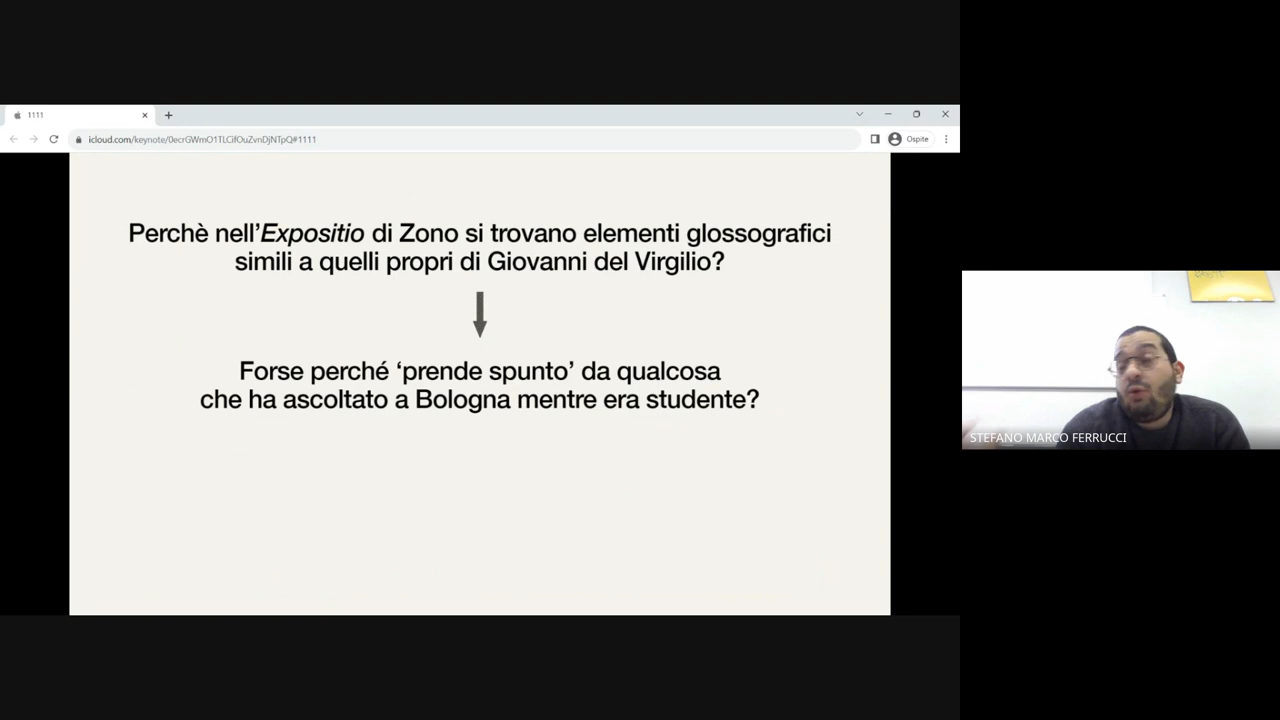 1111
icloud.com/keynote/0ecrGWmO1TLCifOuZvnDjNTpQ#1111
Ospite
Perchè nell’Expositio di Zono si trovano elementi glossografici
simili a quelli propri di Giovanni del Virgilio?
Forse perché ‘prende spunto’ da qualcosa
che ha ascoltato a Bologna mentre era studente?
STEFANO MARCO FERRUCCI